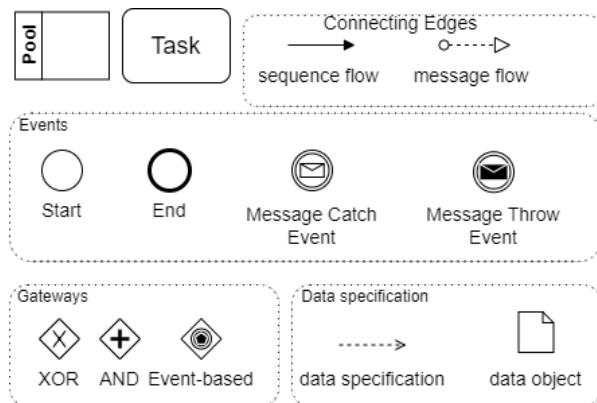 Pool
Task
Connecting Edges
sequence flow
message flow
Events
Start
End
Message Catch
Event
Message Throw
Event
Gateways
X
XOR
AND
Event-based
Data specification
data specification
data object